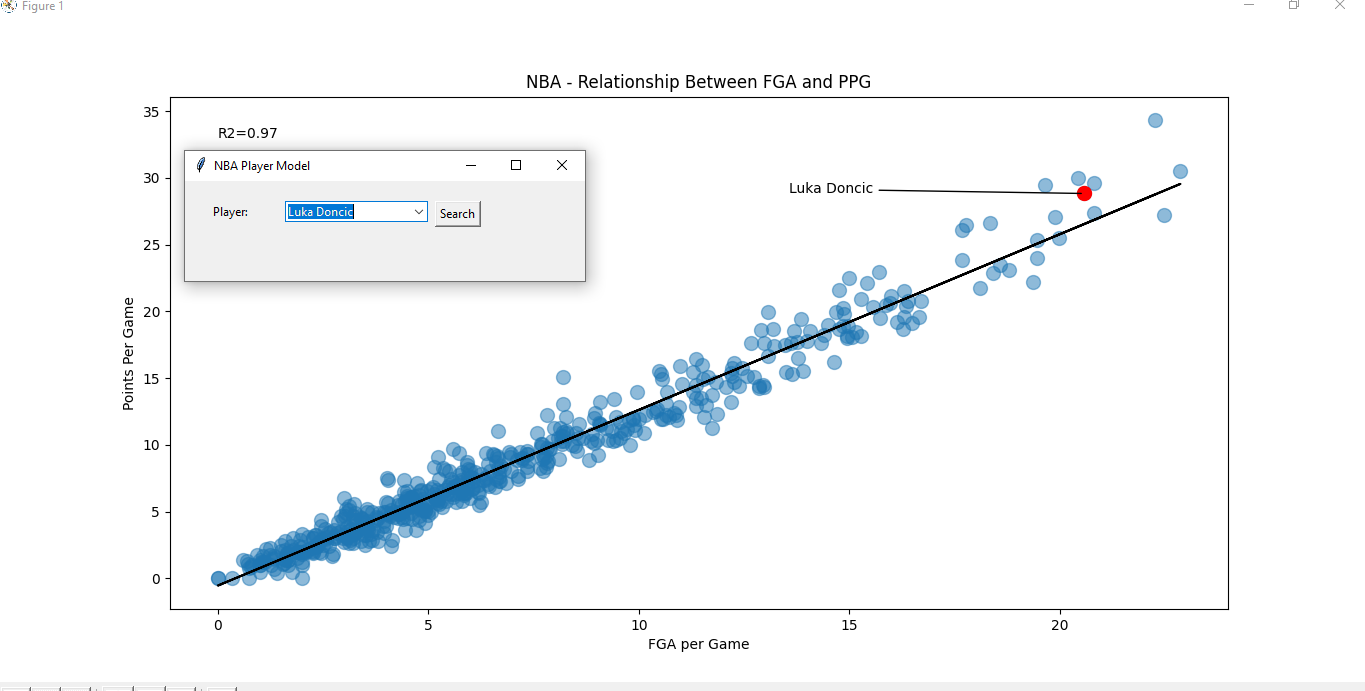 Figure 1
NBA - Relationship Between FGA and PPG
R2=0.97
NBA Player Model
Player:
Luka Doncic
Search
Luka Doncic
Points Per Game
35
30
25
20
15
10
5
0
0
5
10
15
20
FGA per Game